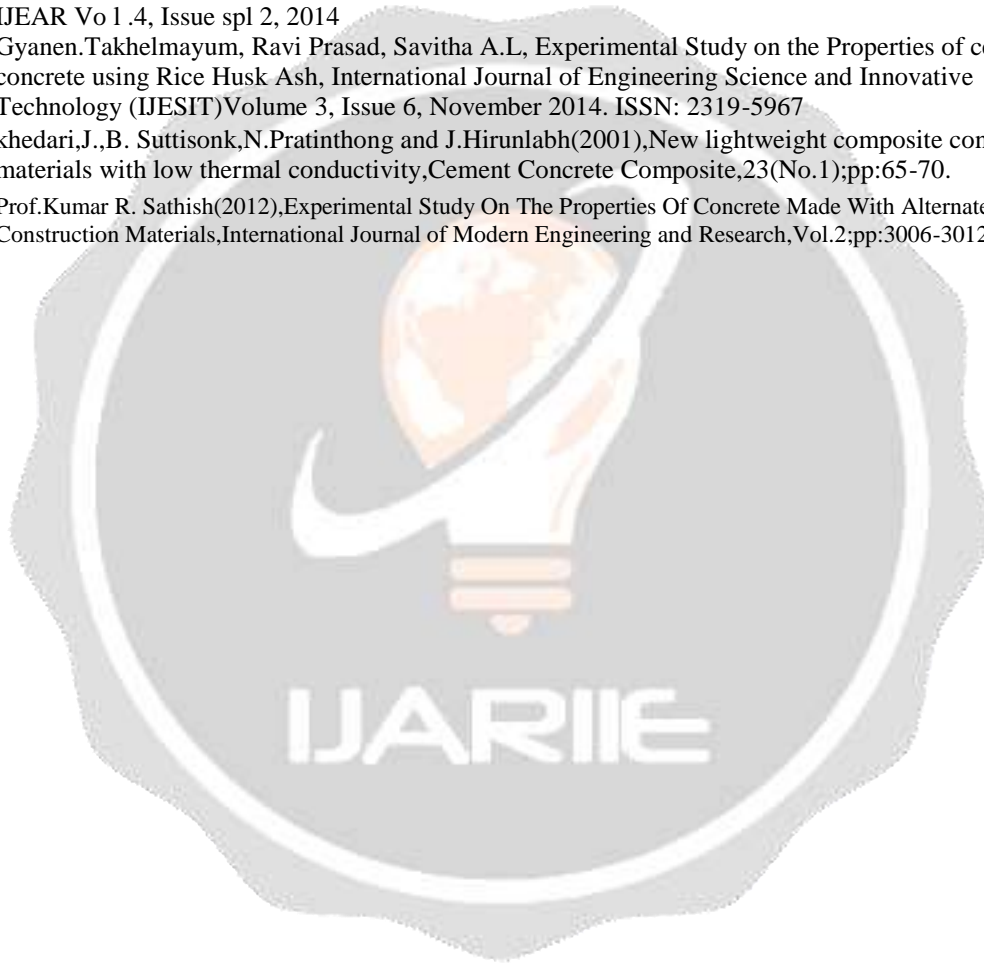 IJEAR Vo l .4, Issue spl 2, 2014
Gyanen.Takhelmayum, Ravi Prasad, Savitha A.L, Experimental Study on the Properties of
concrete using Rice Husk Ash, International Journal of Engineering Science and Innovative
Technology (IJESIT)Volume 3, Issue 6, November 2014. ISSN: 2319-5967
khedari,J.,B. Suttisonk,N.Pratinthong and J.Hirunlabh(2001),New lightweight composite
materials with low thermal conductivity,Cement Concrete Composite,23(No.1);pp:65-70.
Prof.Kumar R. Sathish(2012),Experimental Study On The Properties Of Concrete Made With Alternate
Construction Materials,International Journal of Modern Engineering and Research,Vol.2;pp:3006-3012
IJARIIE